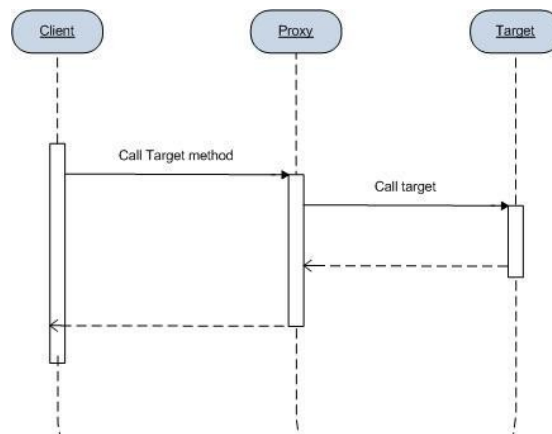 Client
Proxy
Target
Call Target method
Call target